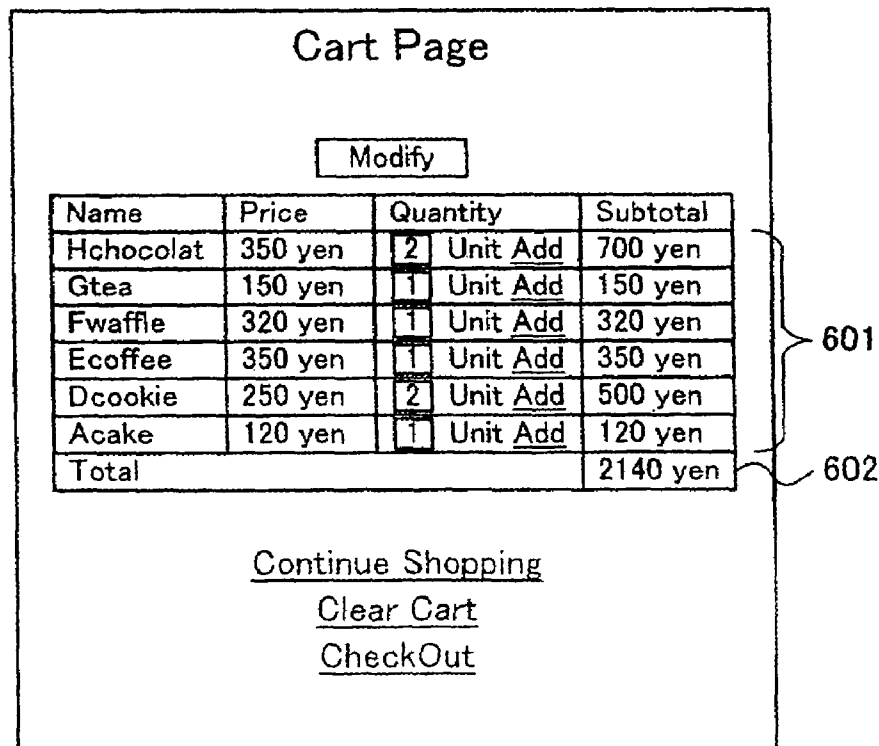 Cart Page
Modify
Name Price Quantity Subtotal
Hchocolat 350 yen 2 Unit Add 700 yen
Gtea 150 yen 1 Unit Add 150 yen
Fwaffle 320 yen 1 Unit Add 320 yen
Ecoffee 350 yen 1 Unit Add 350 yen
Dcookie 250 yen 2 Unit Add 500 yen
Acake 120 yen 1 Unit Add 120 yen
601
Total 2140 yen
602
Continue Shopping
Clear Cart
CheckOut